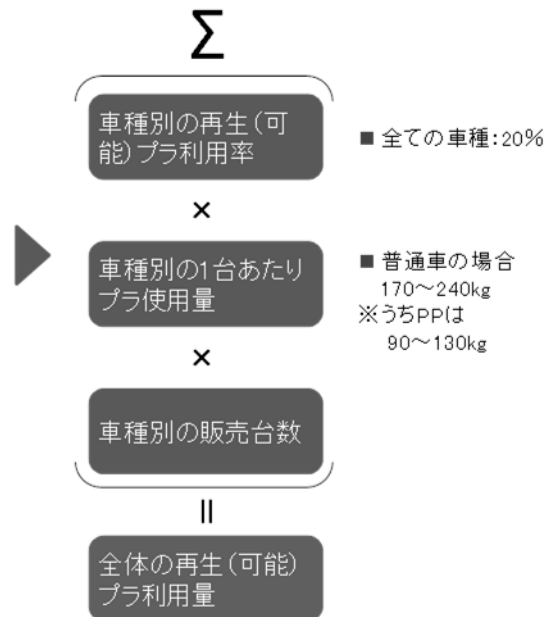 Σ
車種別の再生(可
能)プラ利用率
■ 全ての車種:20%
×
車種別の1台あたり
プラ使用量
■ 普通車の場合
170~240kg
※うちPPは
90~130kg
×
車種別の販売台数
=
全体の再生(可能)
プラ利用量